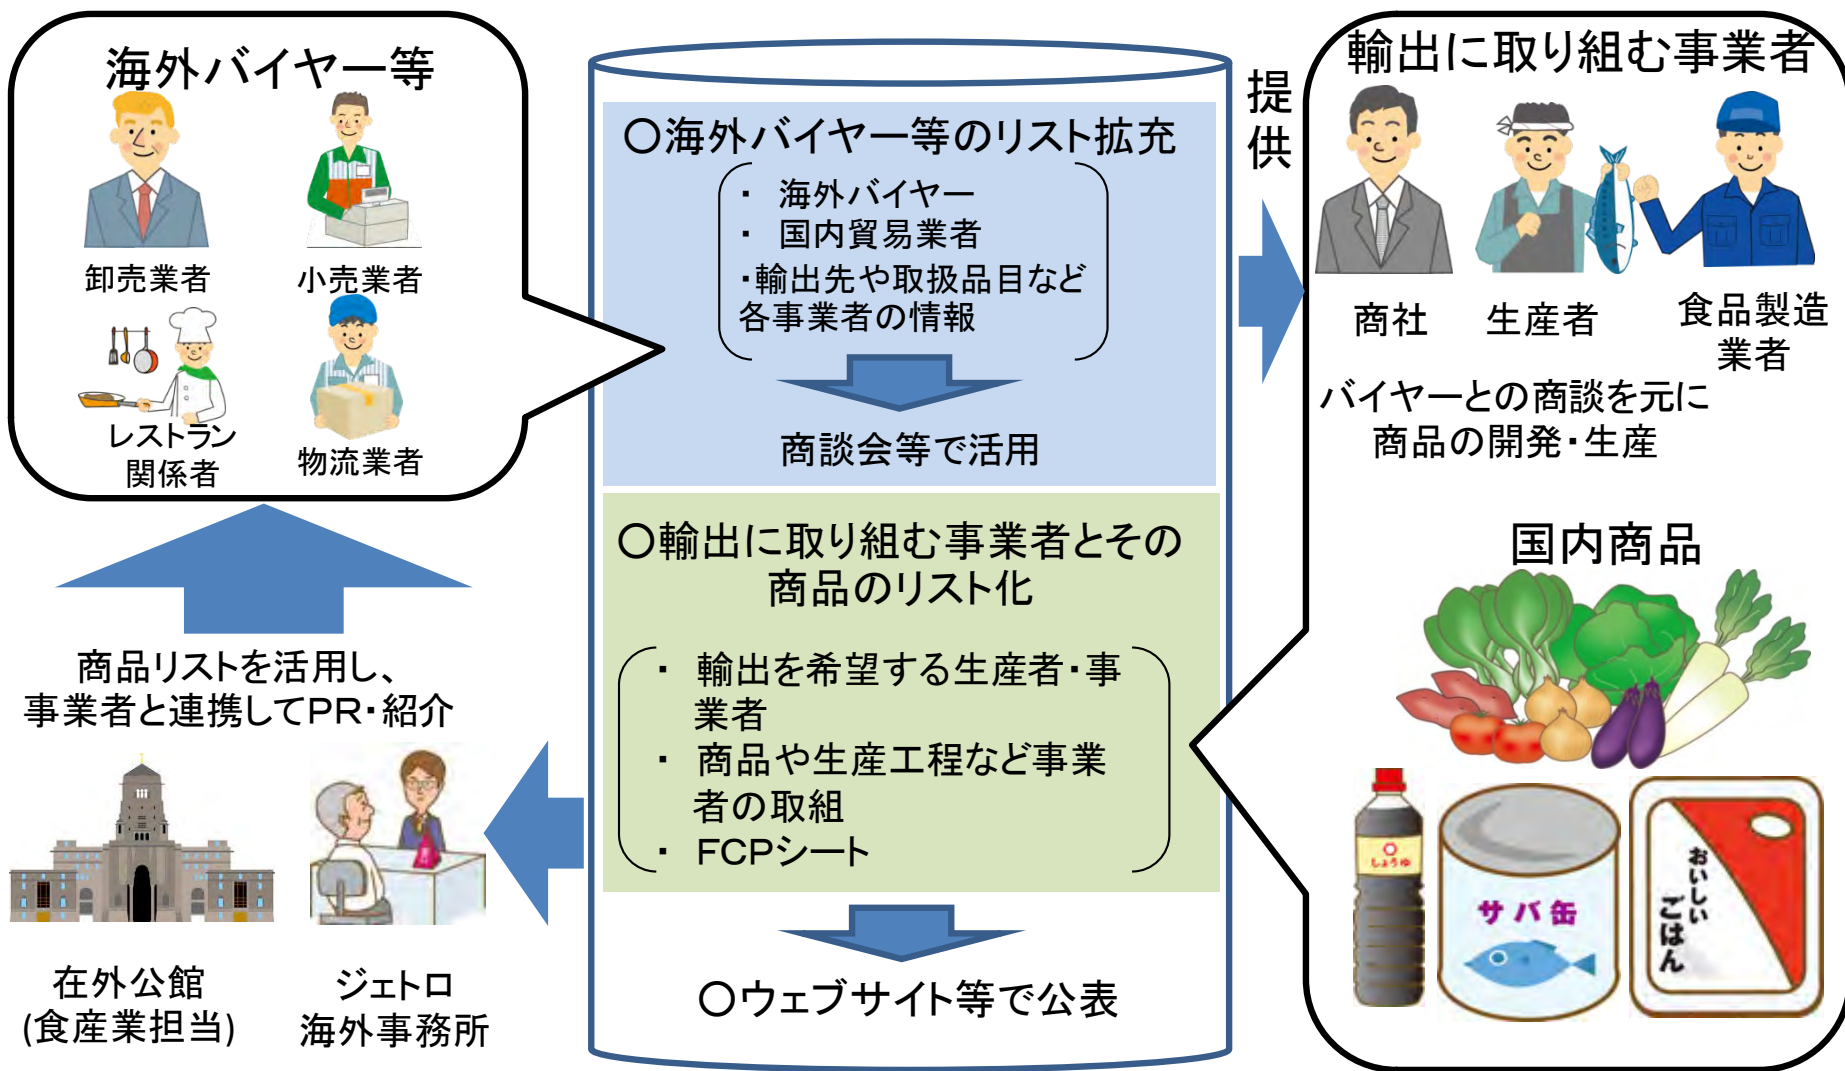 海外バイヤー等
卸売業者
小売業者
レストラン
関係者
物流業者
商品リストを活用し、
事業者と連携してPR・紹介
在外公館
(食産業担当)
ジェトロ
海外事務所
〇海外バイヤー等のリスト拡充
・ 海外バイヤー
・ 国内貿易業者
・輸出先や取扱品目など
各事業者の情報
商談会等で活用
〇輸出に取り組む事業者とその
商品のリスト化
・ 輸出を希望する生産者・事
業者
・ 商品や生産工程など事業
者の取組
・ FCPシート
〇ウェブサイト等で公表
提供
輸出に取り組む事業者
商社
生産者
食品製造
業者
バイヤーとの商談を元に
商品の開発・生産
国内商品
しょうゆ
サバ缶
おいしい
ごはん